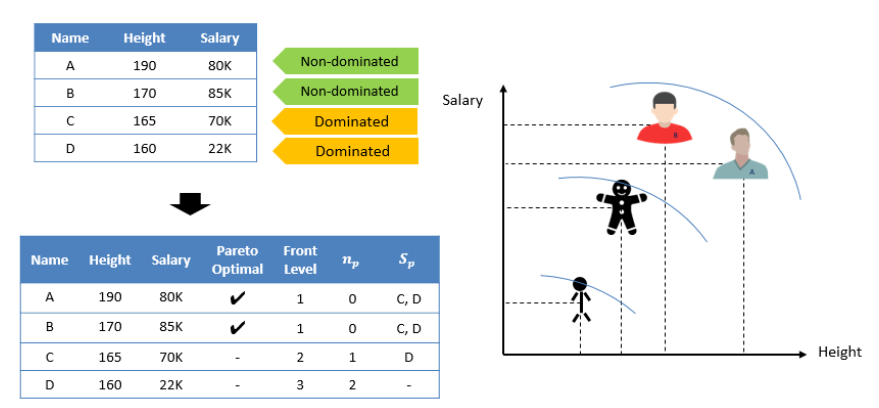 Name Height Salary
A 190 80K
B 170 85K
C 165 70K
D 160 22K
Non-dominated
Non-dominated
Dominated
Dominated
Name Height Salary Pareto Optimal Front Level n_p S_p
A 190 80K ✔ 1 0 C, D
B 170 85K ✔ 1 0 C, D
C 165 70K - 2 1 D
D 160 22K - 3 2 -
Salary
B
A
Height